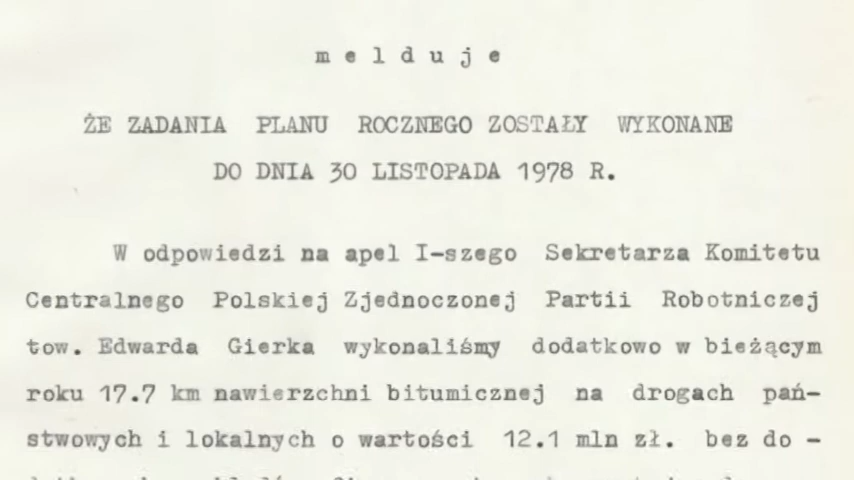 m e l d u j e
ŻE ZADANIA PLANU ROCZNEGO ZOSTAŁY WYKONANE
DO DNIA 30 LISTOPADA 1978 R.
W odpowiedzi na apel I-szego Sekretarza Komitetu
Centralnego Polskiej Zjednoczonej Partii Robotniczej
tow. Edwarda Gierka wykonaliśmy dodatkowo w bieżącym
roku 17.7 km nawierzchni bitumicznej na drogach pań-
stwowych i lokalnych o wartości 12.1 mln zł. bez do -